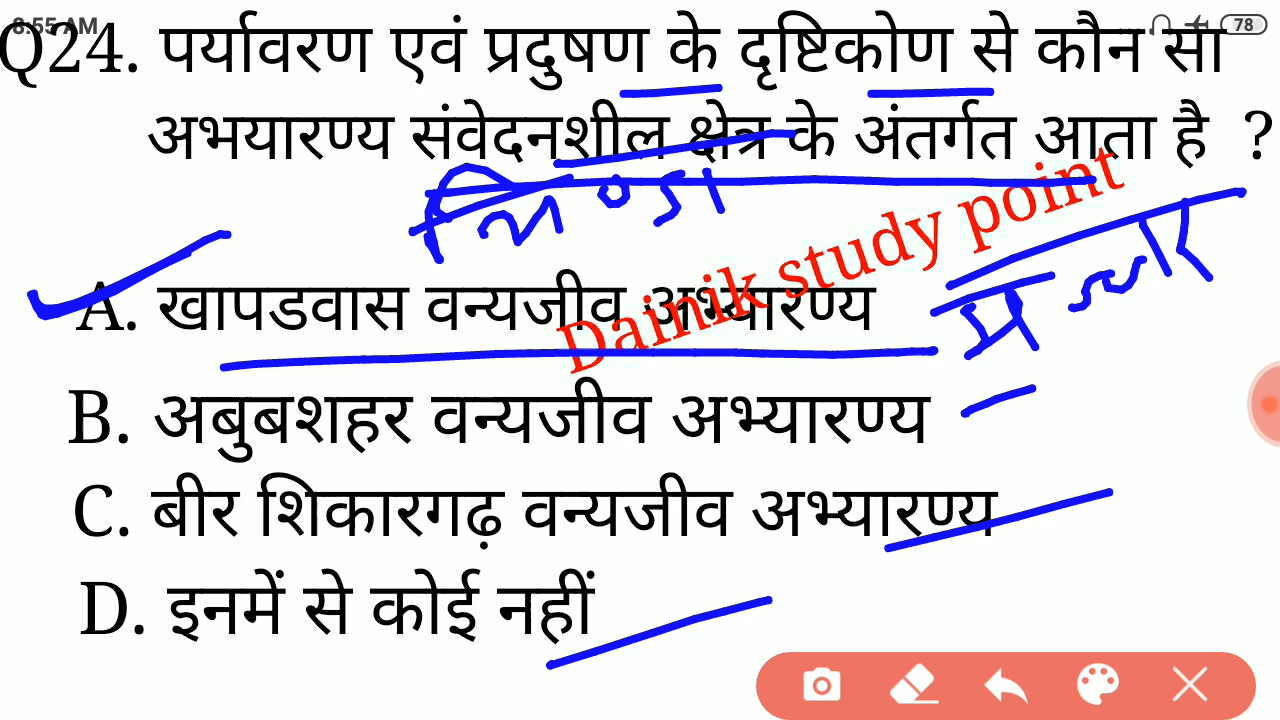 8:55 AM
78
Q24. पर्यावरण एवं प्रदुषण के दृष्टिकोण से कौन सा
अभयारण्य संवेदनशील क्षेत्र के अंतर्गत आता है ?
Dainik study point
A. खापडवास वन्यजीव अभ्यारण्य
B. अबुबशहर वन्यजीव अभ्यारण्य
C. बीर शिकारगढ़ वन्यजीव अभ्यारण्य
D. इनमें से कोई नहीं